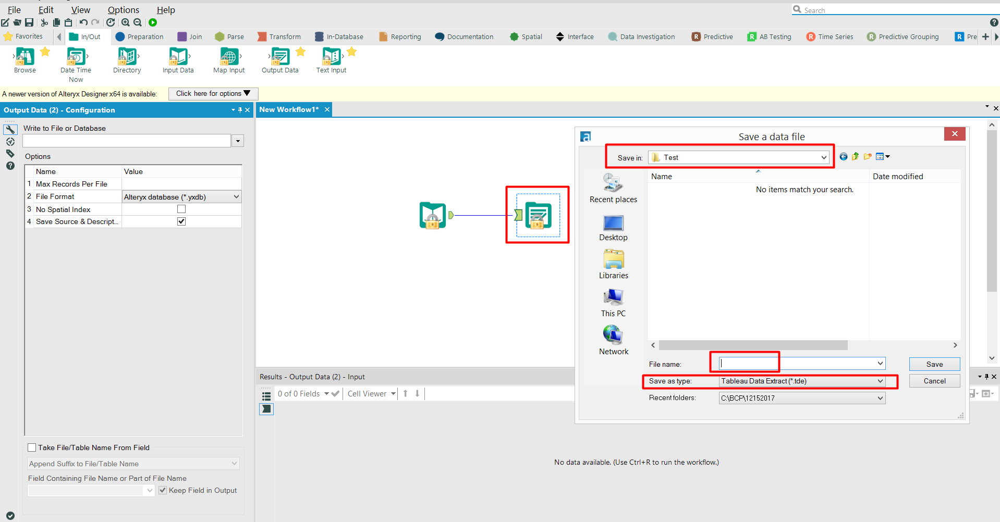 File Edit View Options Help
Search
Favorites In/Out Preparation Join Parse Transform In-Database Reporting Documentation Spatial Interface Data Investigation R Predictive R AB Testing R Time Series R Predictive Grouping R Pre
Browse Date Time Now Directory Input Data Map Input Output Data Text Input
A newer version of Alteryx Designer x64 is available: Click here for options
Output Data (2) - Configuration
New Workflow1*
Write to File or Database
Options
Name Value
1 Max Records Per File
2 File Format Alteryx database (*.yxdb)
3 No Spatial Index
4 Save Source & Descript...
Take File/Table Name From Field
Append Suffix to File/Table Name
Field Containing File Name or Part of File Name
Keep Field in Output
a Save a data file
Save in: Test
Name Date modified
No items match your search.
Recent places
Desktop
Libraries
This PC
Network
File name: Save
Save as type: Tableau Data Extract (*.tde) Cancel
Recent folders: C:\BCP\12152017
Results - Output Data (2) - Input
0 of 0 Fields Cell Viewer
No data available. (Use Ctrl+R to run the workflow.)